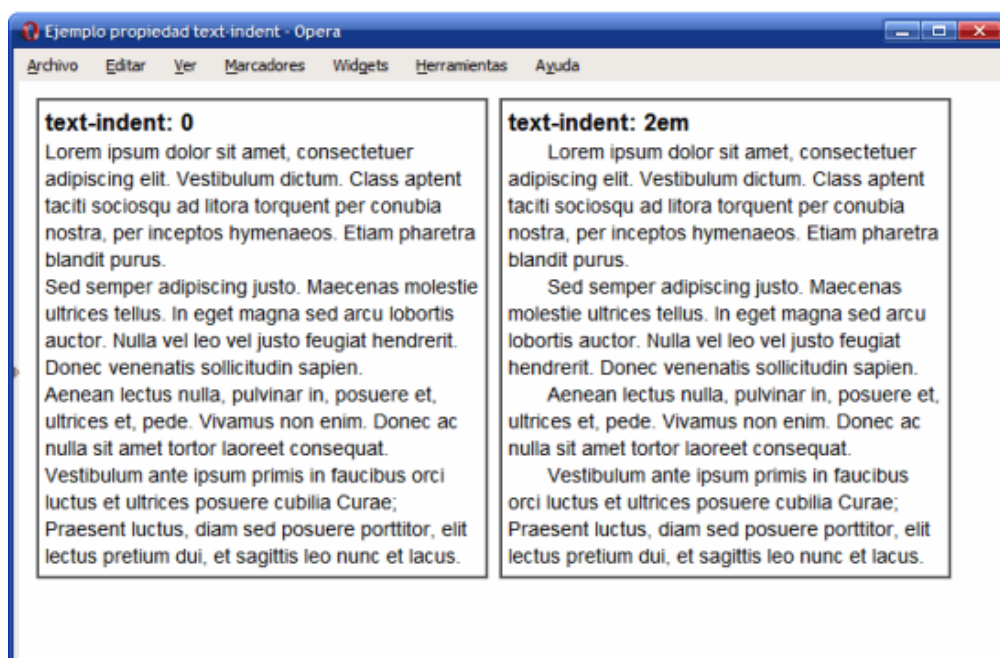 Ejemplo propiedad text-indent - Opera
Archivo Editar Ver Marcadores Widgets Herramientas Ayuda
text-indent: 0
Lorem ipsum dolor sit amet, consectetuer
adipiscing elit. Vestibulum dictum. Class aptent
taciti sociosqu ad litora torquent per conubia
nostra, per inceptos hymenaeos. Etiam pharetra
blandit purus.
Sed semper adipiscing justo. Maecenas molestie
ultrices tellus. In eget magna sed arcu lobortis
auctor. Nulla vel leo vel justo feugiat hendrerit.
Donec venenatis sollicitudin sapien.
Aenean lectus nulla, pulvinar in, posuere et,
ultrices et, pede. Vivamus non enim. Donec ac
nulla sit amet tortor laoreet consequat.
Vestibulum ante ipsum primis in faucibus orci
luctus et ultrices posuere cubilia Curae;
Praesent luctus, diam sed posuere porttitor, elit
lectus pretium dui, et sagittis leo nunc et lacus.
text-indent: 2em
Lorem ipsum dolor sit amet, consectetuer
adipiscing elit. Vestibulum dictum. Class aptent
taciti sociosqu ad litora torquent per conubia
nostra, per inceptos hymenaeos. Etiam pharetra
blandit purus.
Sed semper adipiscing justo. Maecenas
molestie ultrices tellus. In eget magna sed arcu
lobortis auctor. Nulla vel leo vel justo feugiat
hendrerit. Donec venenatis sollicitudin sapien.
Aenean lectus nulla, pulvinar in, posuere et,
ultrices et, pede. Vivamus non enim. Donec ac
nulla sit amet tortor laoreet consequat.
Vestibulum ante ipsum primis in faucibus
orci luctus et ultrices posuere cubilia Curae;
Praesent luctus, diam sed posuere porttitor, elit
lectus pretium dui, et sagittis leo nunc et lacus.